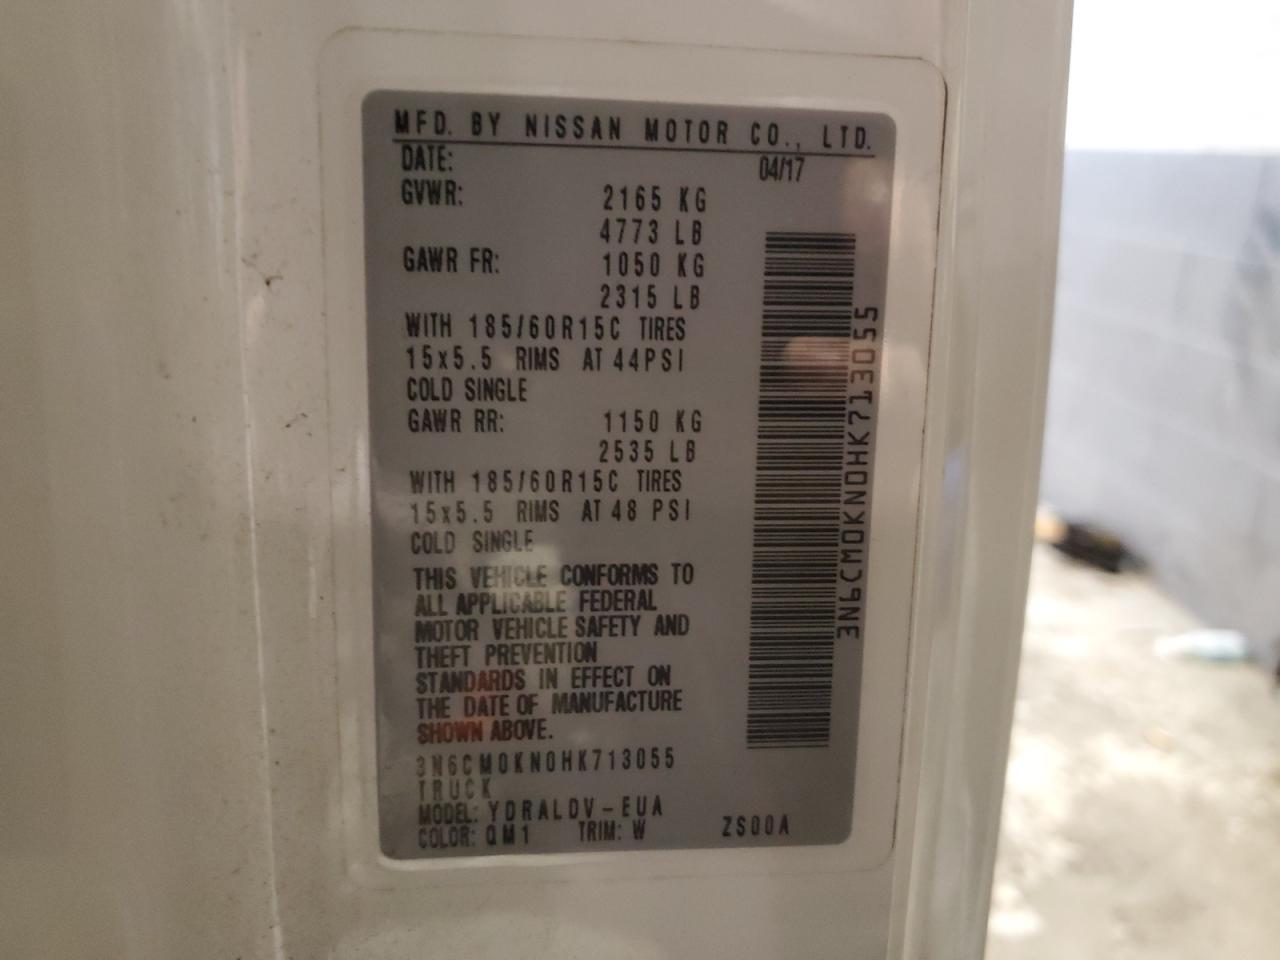 MFD. BY NISSAN MOTOR CO., LTD.
DATE: 04/17
GVWR: 2165 KG
4773 LB
GAWR FR: 1050 KG
2315 LB
WITH 185/60R15C TIRES
15x5.5 RIMS AT 44PSI
COLD SINGLE
GAWR RR: 1150 KG
2535 LB
WITH 185/60R15C TIRES
15x5.5 RIMS AT 48 PSI
COLD SINGLE
THIS VEHICLE CONFORMS TO
ALL APPLICABLE FEDERAL
MOTOR VEHICLE SAFETY AND
THEFT PREVENTION
STANDARDS IN EFFECT ON
THE DATE OF MANUFACTURE
SHOWN ABOVE.
3N6CM0KN0HK713055
TRUCK
MODEL: YDRALDV-EUA
COLOR: QM1 TRIM: W ZS00A
3N6CM0KN0HK713055